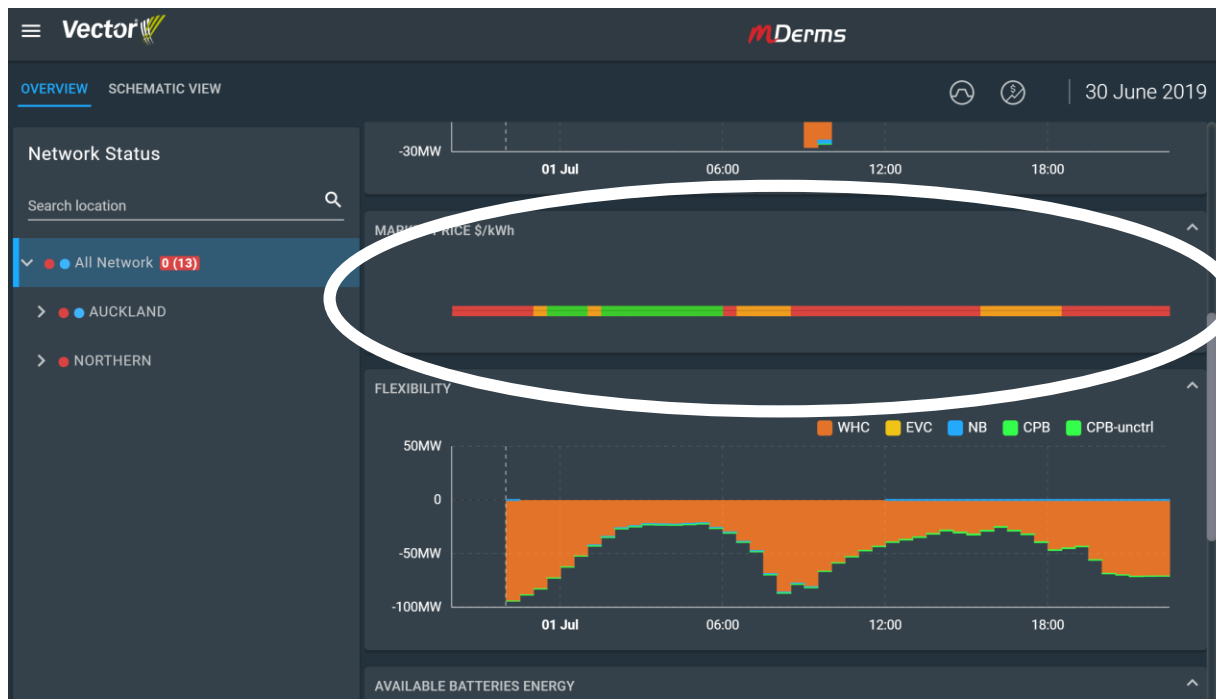 Vector
mDerms
OVERVIEW SCHEMATIC VIEW
30 June 2019
Network Status
Search location
All Network 0 (13)
AUCKLAND
NORTHERN
-30MW
01 Jul 06:00 12:00 18:00
PRICE $/kWh
FLEXIBILITY
WHC EVC NB CPB CPB-unctrl
50MW
0
-50MW
-100MW
01 Jul 06:00 12:00 18:00
AVAILABLE BATTERIES ENERGY